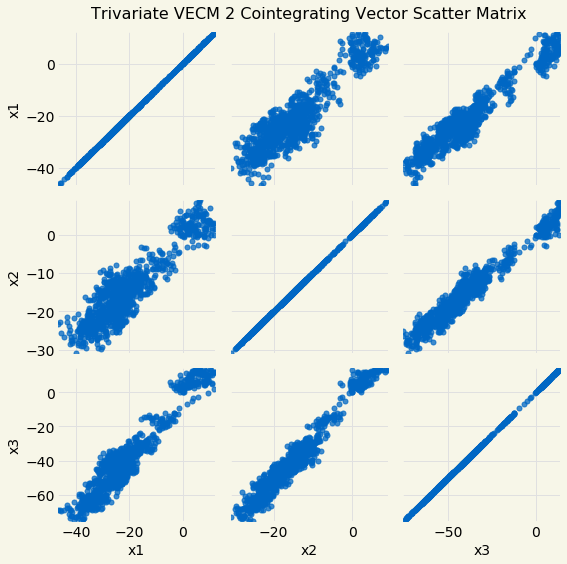 Trivariate VECM 2 Cointegrating Vector Scatter Matrix
0
−20
−40
x1
0
−10
−20
−30
x2
0
−20
−40
−60
x3
−40 −20 0
−20 0
−50 0
x1
x2
x3